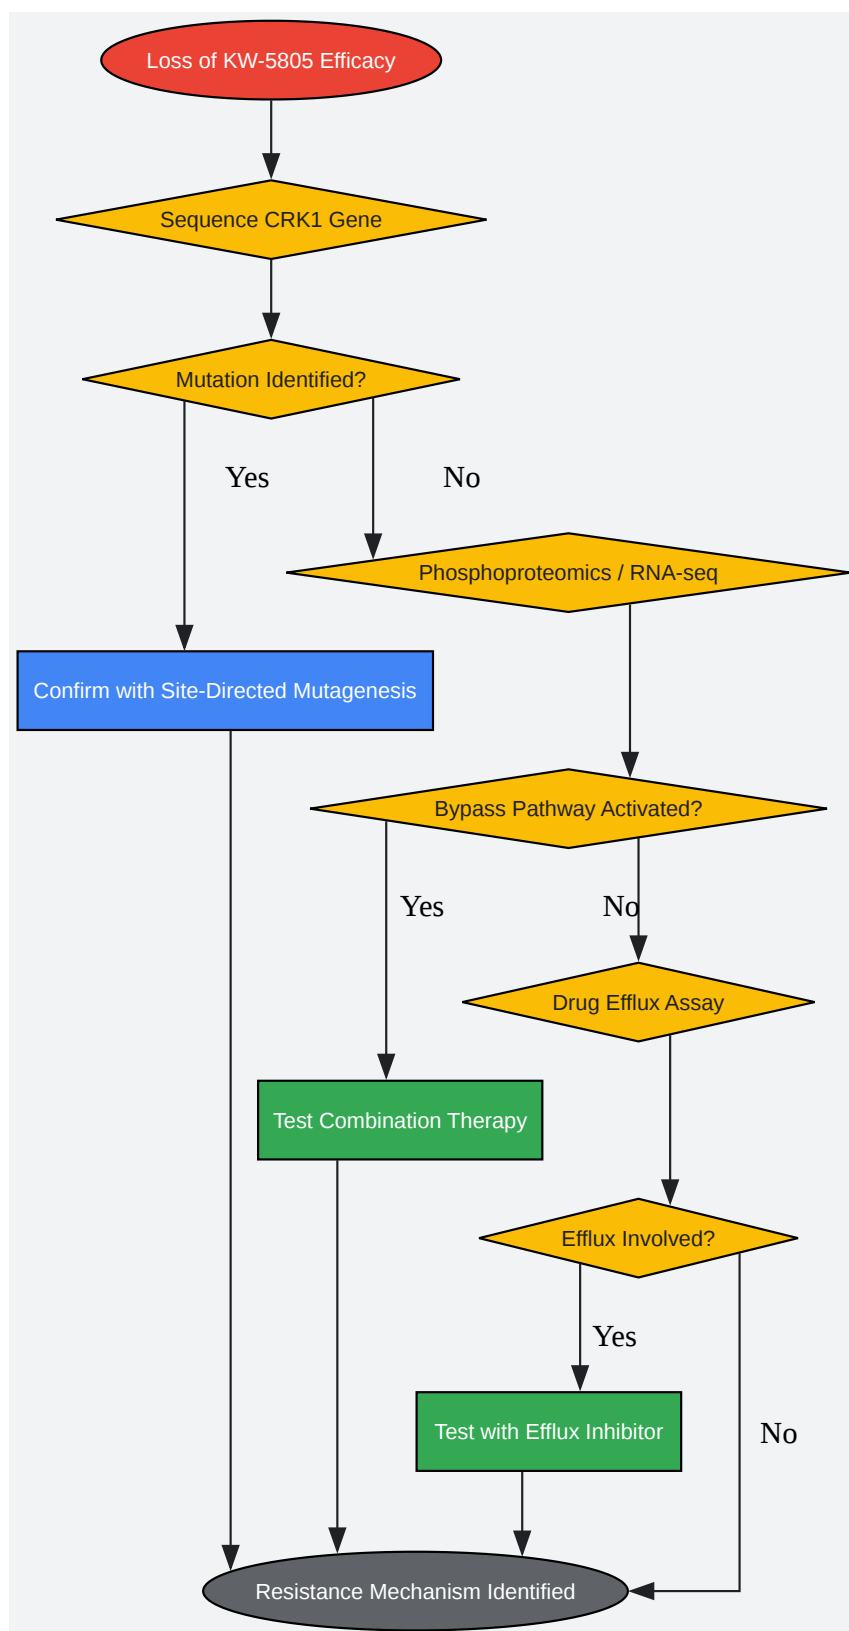 Loss of KW-5805 Efficacy
Sequence CRK1 Gene
Mutation Identified?
Yes
No
Phosphoproteomics / RNA-seq
Confirm with Site-Directed Mutagenesis
Bypass Pathway Activated?
Yes
No
Drug Efflux Assay
Test Combination Therapy
Efflux Involved?
Yes
Test with Efflux Inhibitor
No
Resistance Mechanism Identified